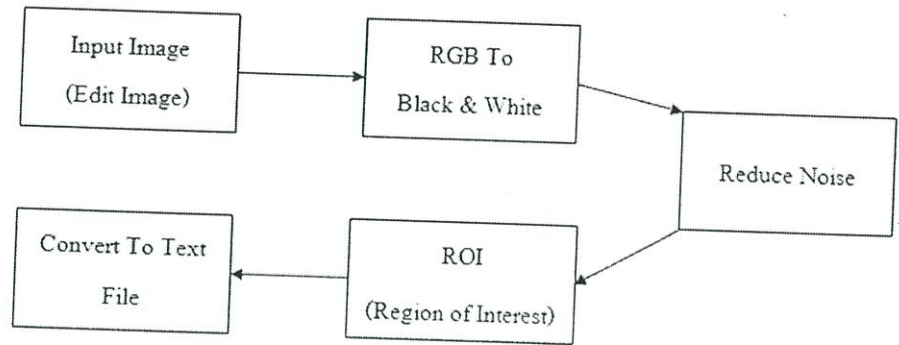 Input Image
(Edit Image)
RGB To
Black & White
Reduce Noise
ROI
(Region of Interest)
Convert To Text
File